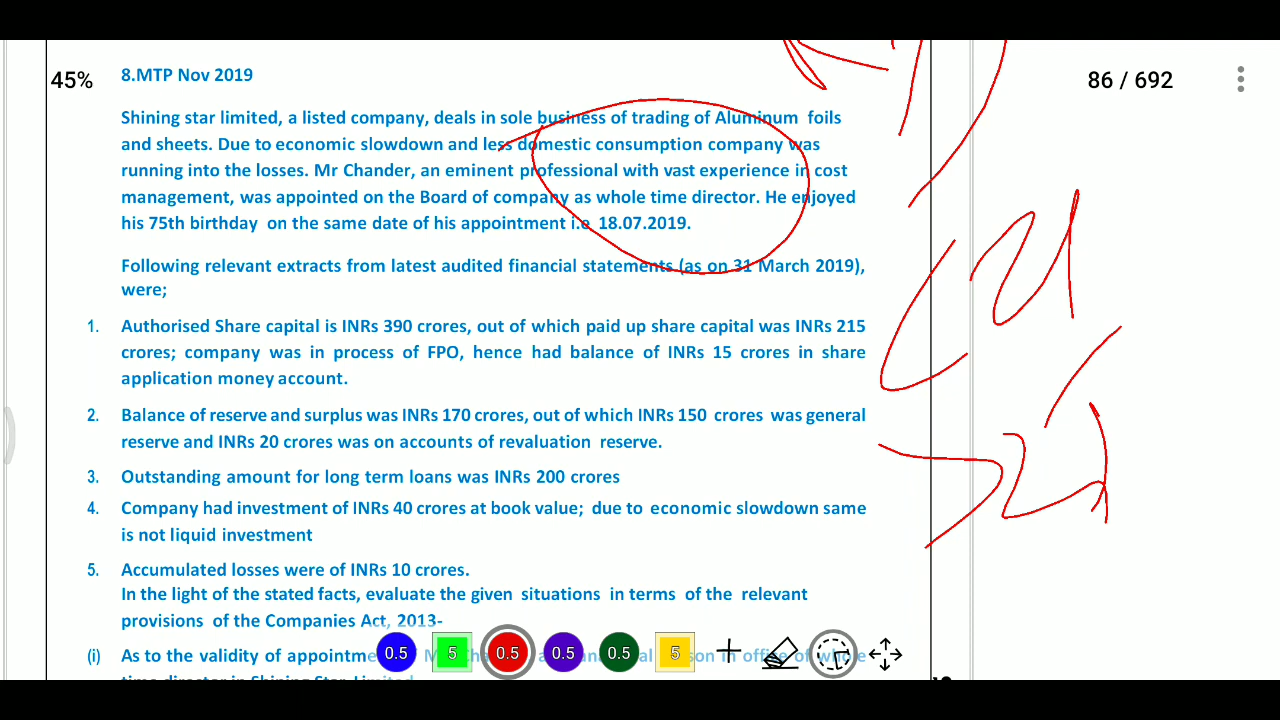 45%
86 / 692
8.MTP Nov 2019
Shining star limited, a listed company, deals in sole business of trading of Aluminum foils
and sheets. Due to economic slowdown and less domestic consumption company was
running into the losses. Mr Chander, an eminent professional with vast experience in cost
management, was appointed on the Board of company as whole time director. He enjoyed
his 75th birthday on the same date of his appointment i.e 18.07.2019.
Following relevant extracts from latest audited financial statements (as on 31 March 2019),
were;
1. Authorised Share capital is INRs 390 crores, out of which paid up share capital was INRs 215
crores; company was in process of FPO, hence had balance of INRs 15 crores in share
application money account.
2. Balance of reserve and surplus was INRs 170 crores, out of which INRs 150 crores was general
reserve and INRs 20 crores was on accounts of revaluation reserve.
3. Outstanding amount for long term loans was INRs 200 crores
4. Company had investment of INRs 40 crores at book value; due to economic slowdown same
is not liquid investment
5. Accumulated losses were of INRs 10 crores.
In the light of the stated facts, evaluate the given situations in terms of the relevant
provisions of the Companies Act, 2013-
0.5 5 0.5 0.5 0.5 5
(i) As to the validity of